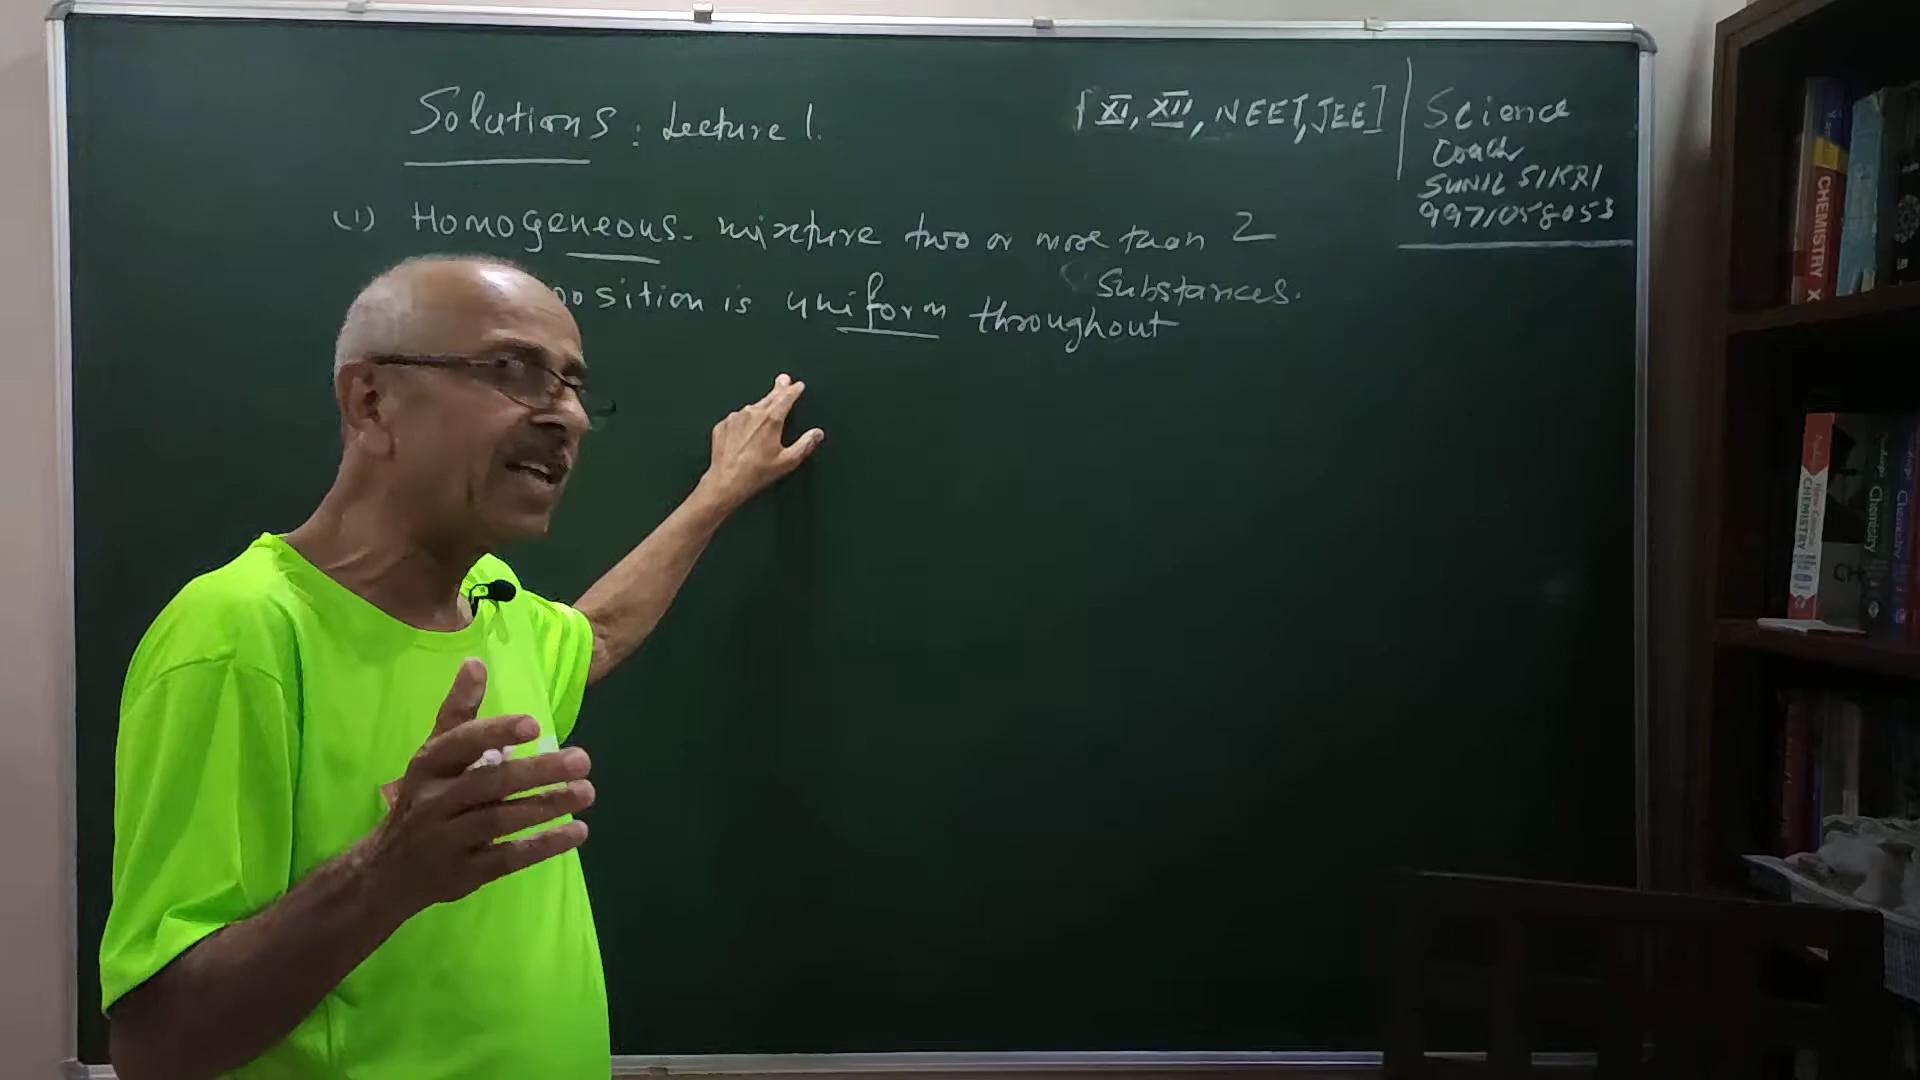 Solutions : Lecture 1.
[XI, XII, NEET, JEE]
Science
Coach
SUNIL SIKRI
9971058053
(1) Homogeneous mixture two or more than 2
Substances.
osition is uniform throughout
CHEMISTRY X
CHEMISTRY
Chemistry
Chemistry